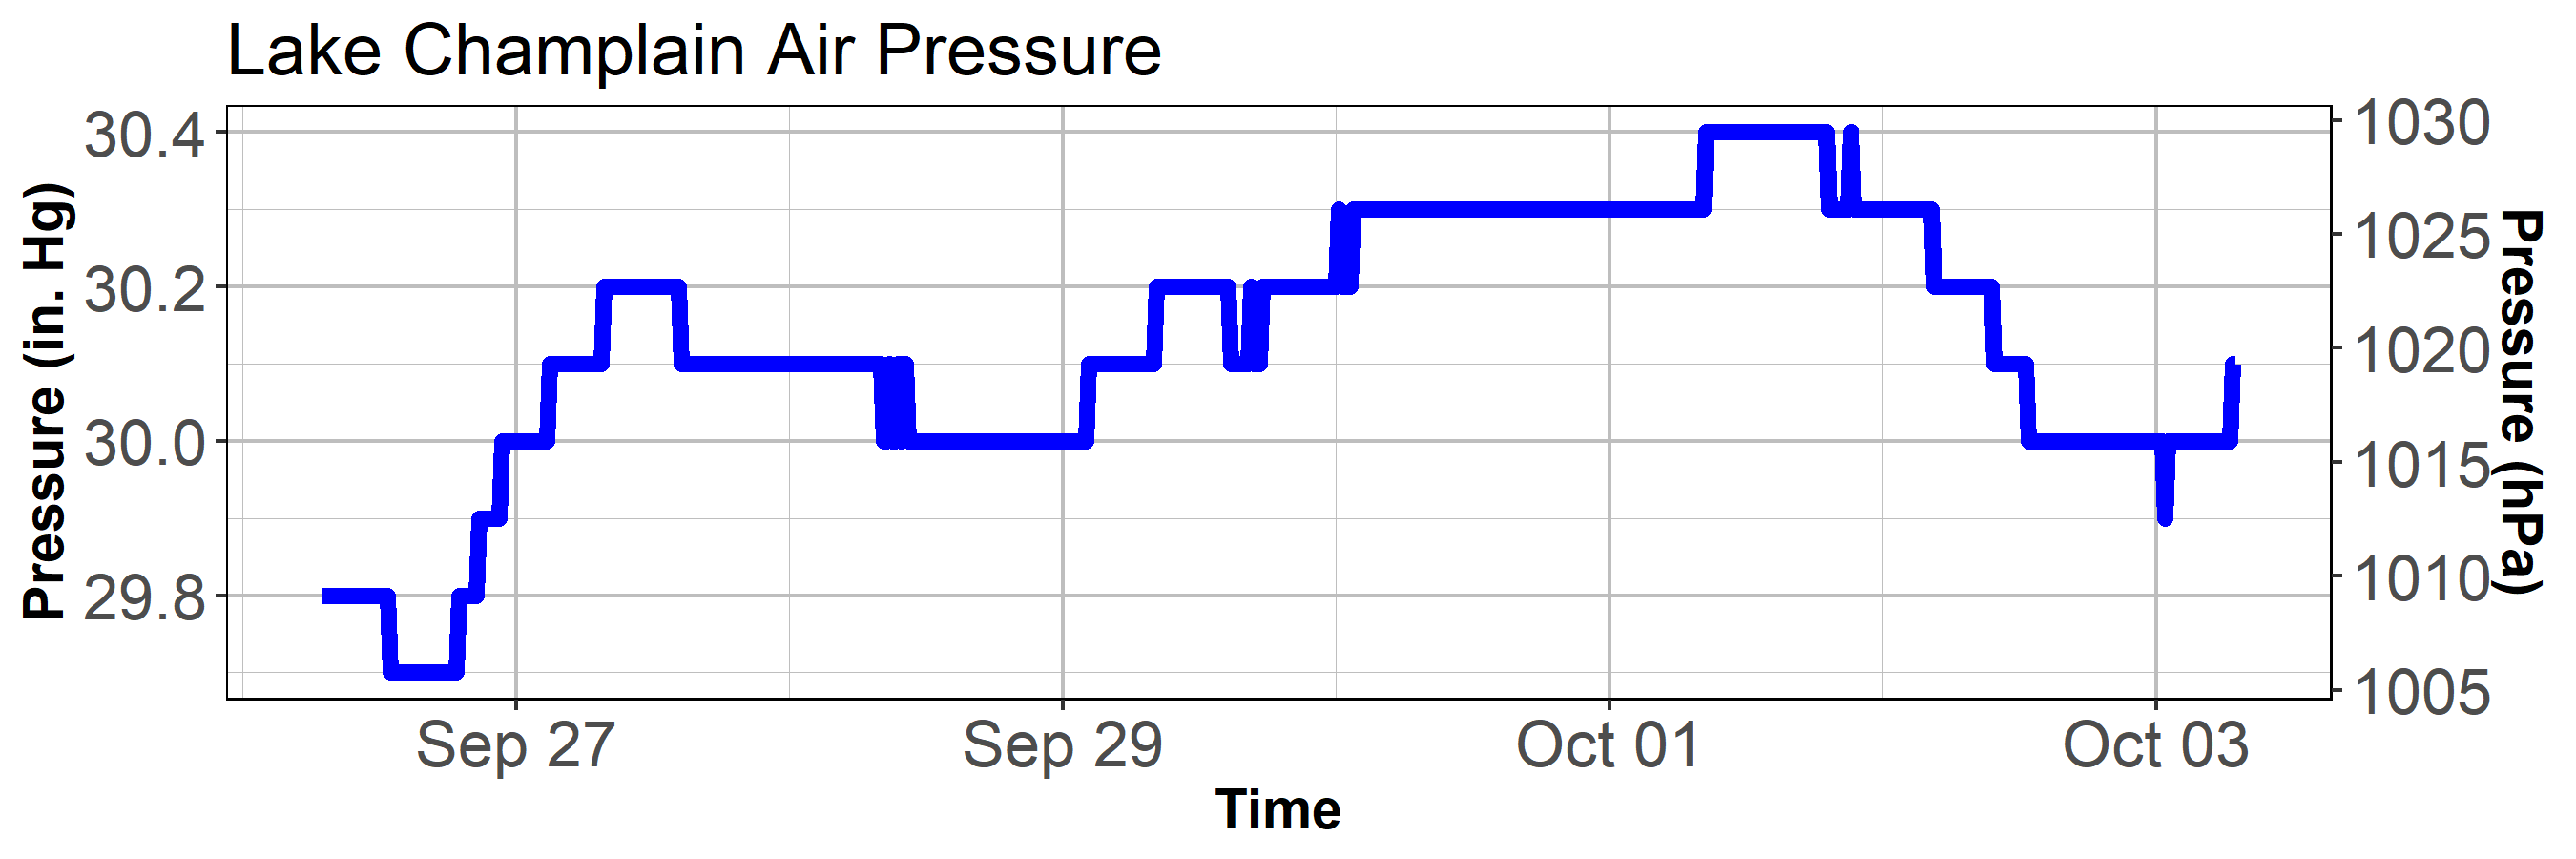 Lake Champlain Air Pressure
Pressure (in. Hg)
30.4
30.2
30.0
29.8
1030
1025
1020
1015
1010
1005
Pressure (hPa)
Sep 27
Sep 29
Oct 01
Oct 03
Time